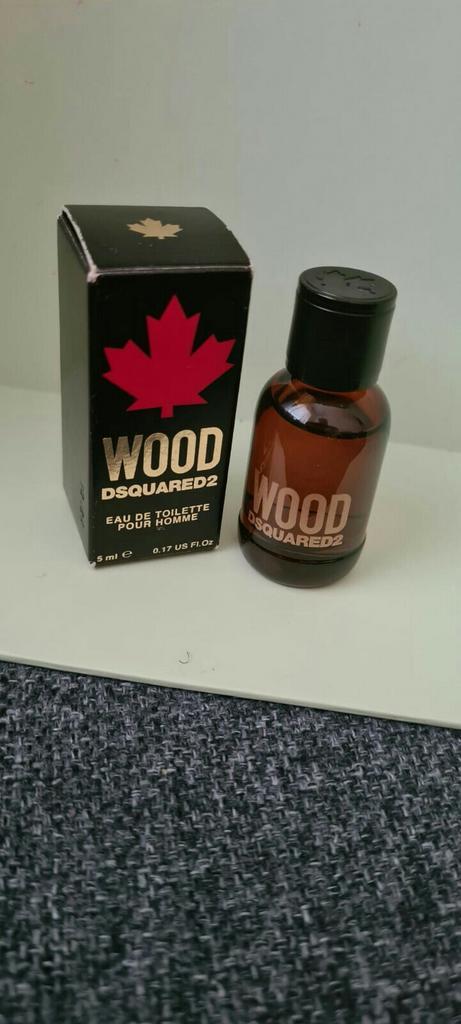 WOOD
DSQUARED2
EAU DE TOILETTE
POUR HOMME
5 ml ℮ 0.17 US Fl.Oz
WOOD
DSQUARED2